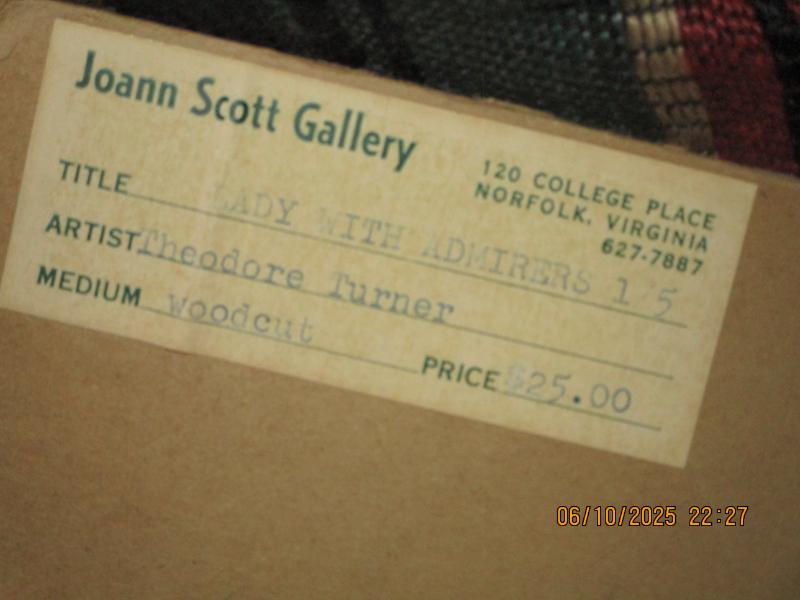 Joann Scott Gallery
120 COLLEGE PLACE
NORFOLK, VIRGINIA
627-7887
TITLE LADY WITH ADMIRERS 1/5
ARTIST Theodore Turner
MEDIUM woodcut
PRICE $25.00
06/10/2025 22:27